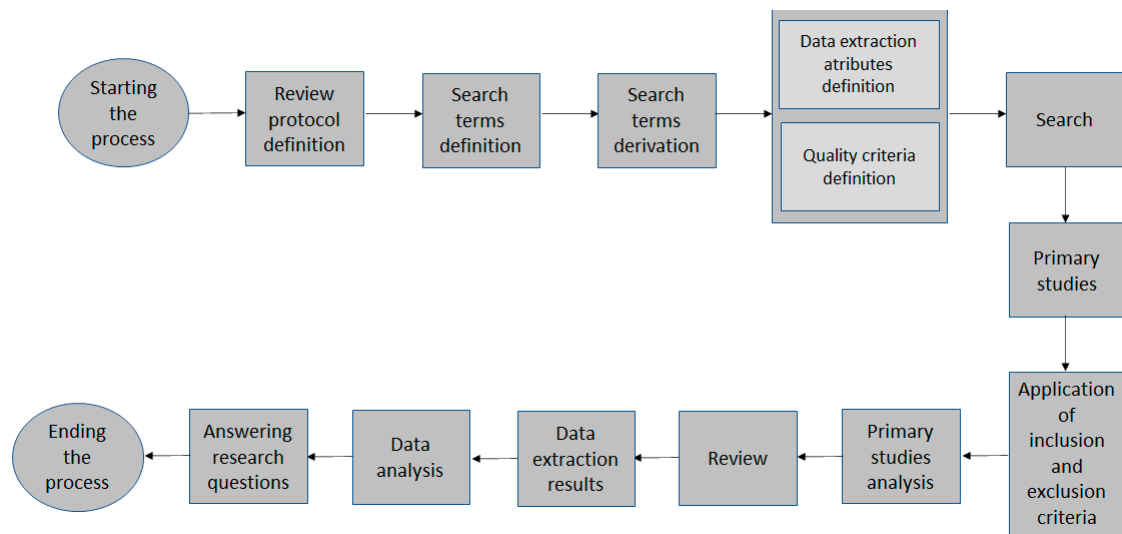 Starting
the
process
Review
protocol
definition
Search
terms
definition
Search
terms
derivation
Data extraction
atributes
definition
Quality criteria
definition
Search
Primary
studies
Application
of
inclusion
and
exclusion
criteria
Primary
studies
analysis
Review
Data
extraction
results
Data
analysis
Answering
research
questions
Ending
the
process